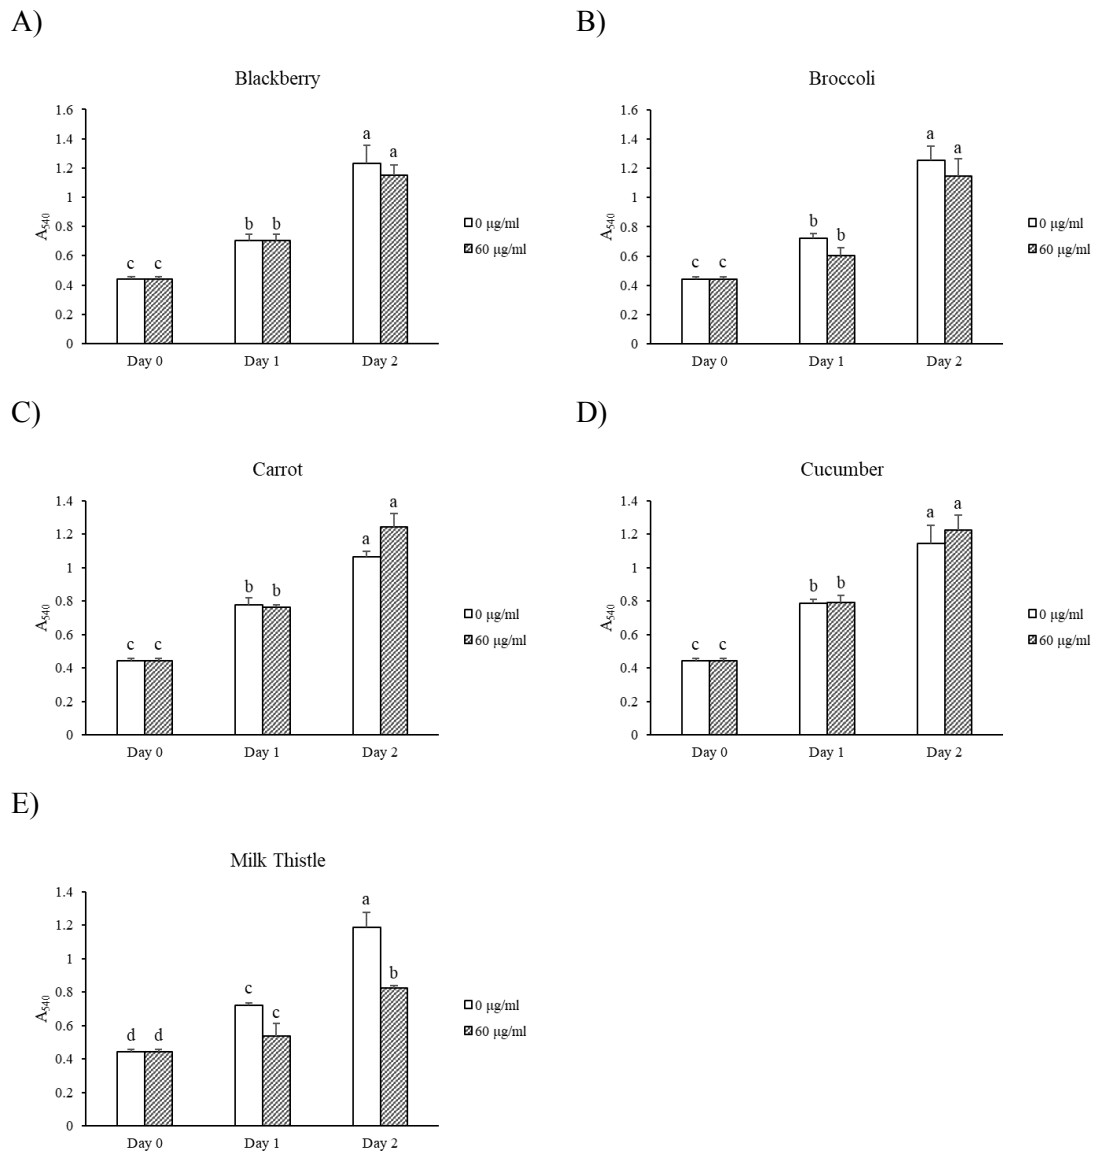 A)
Blackberry
1.6
1.4
1.2
1
0.8
0.6
0.4
0.2
0
A540
c c
b b
a
a
Day 0 Day 1 Day 2
0 µg/ml
60 µg/ml
B)
Broccoli
1.6
1.4
1.2
1
0.8
0.6
0.4
0.2
0
A540
c c
b
b
a a
Day 0 Day 1 Day 2
0 µg/ml
60 µg/ml
C)
Carrot
1.4
1.2
1
0.8
0.6
0.4
0.2
0
A540
c c
b b
a
a
Day 0 Day 1 Day 2
0 µg/ml
60 µg/ml
D)
Cucumber
1.4
1.2
1
0.8
0.6
0.4
0.2
0
A540
c c
b b
a a
Day 0 Day 1 Day 2
0 µg/ml
60 µg/ml
E)
Milk Thistle
1.4
1.2
1
0.8
0.6
0.4
0.2
0
A540
d d
c
c
a
b
Day 0 Day 1 Day 2
0 µg/ml
60 µg/ml